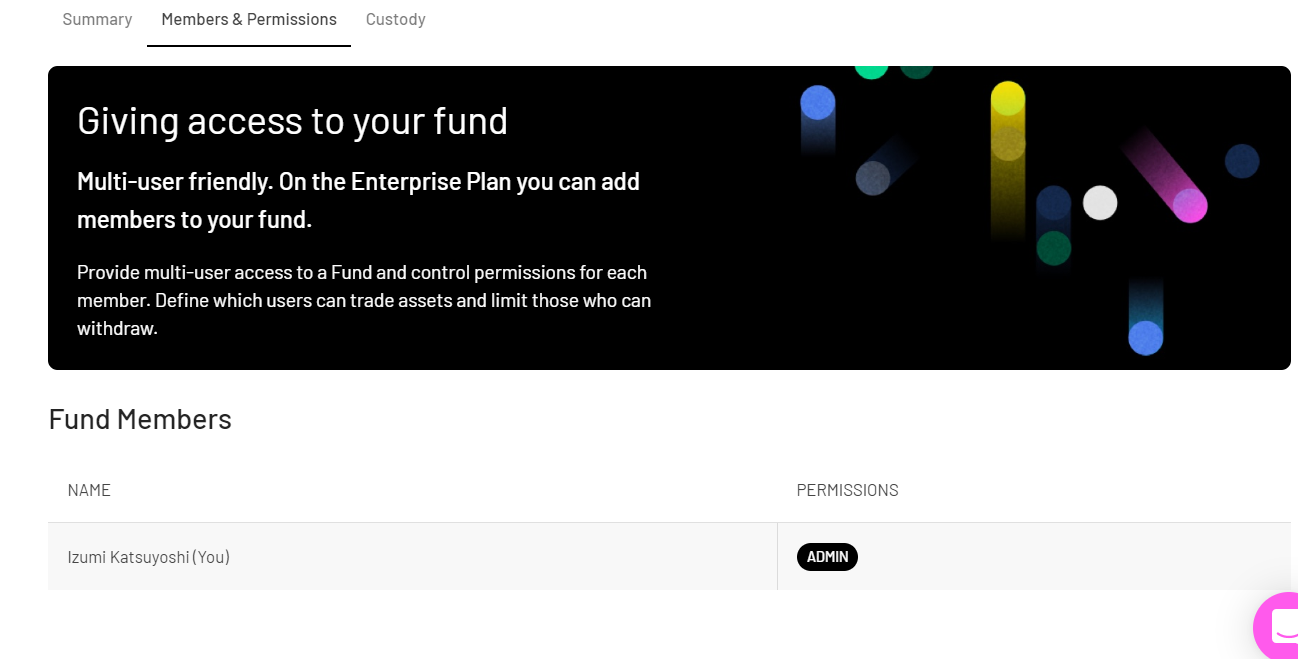 Summary Members & Permissions Custody
Giving access to your fund
Multi-user friendly. On the Enterprise Plan you can add
members to your fund.
Provide multi-user access to a Fund and control permissions for each
member. Define which users can trade assets and limit those who can
withdraw.
Fund Members
NAME PERMISSIONS
Izumi Katsuyoshi (You) ADMIN